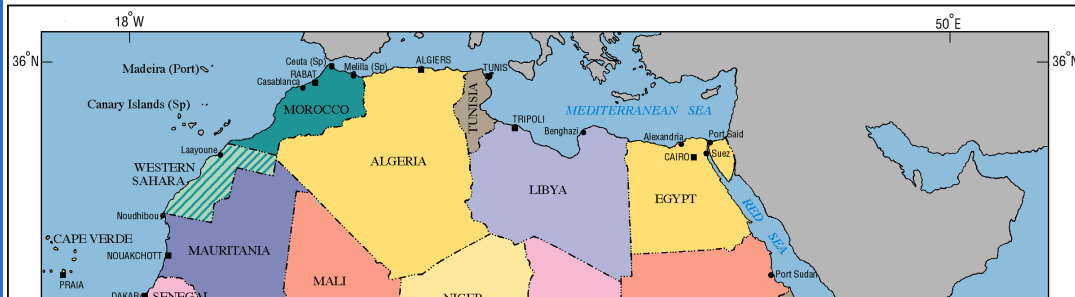 18°W
50°E
36°N
36°N
Madeira (Port)
Ceuta (Sp)
Melilla (Sp)
ALGIERS
TUNIS
RABAT
Casablanca
Canary Islands (Sp)
MOROCCO
TUNISIA
MEDITERRANEAN SEA
TRIPOLI
Benghazi
Alexandria
Port Said
Laayoune
CAIRO
Suez
WESTERN
SAHARA
ALGERIA
LIBYA
EGYPT
Noudhibou
RED
SEA
CAPE VERDE
MAURITANIA
NOUAKCHOTT
PRAIA
MALI
Port Sudan
DAKAR
SENEGAL
NIGER